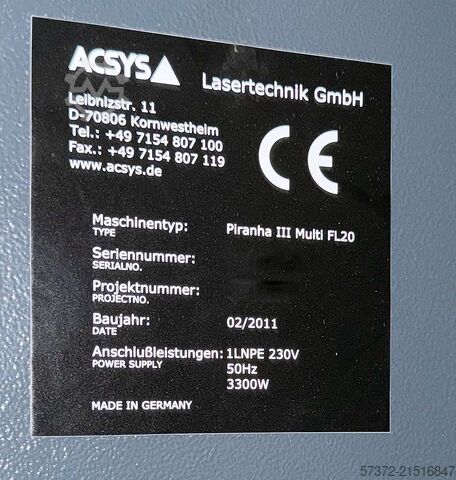 ACSYS Lasertechnik GmbH
Leibnizstr. 11
D-70806 Kornwestheim
Tel.: +49 7154 807 100
Fax.: +49 7154 807 119
www.acsys.de
CE
Maschinentyp: Piranha III Multi FL20
TYPE
Seriennummer:
SERIALNO.
Projektnummer:
PROJECTNO.
Baujahr: 02/2011
DATE
Anschlußleistungen: 1LNPE 230V
POWER SUPPLY 50Hz
3300W
MADE IN GERMANY
57372-21516847